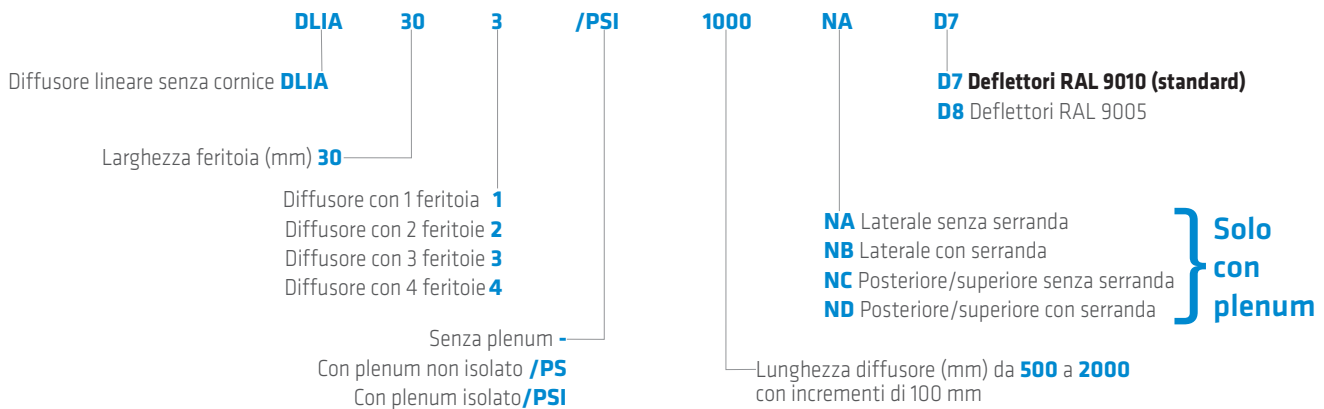 DLIA 30 3 /PSI 1000 NA D7
Diffusore lineare senza cornice DLIA
D7 Deflettori RAL 9010 (standard)
D8 Deflettori RAL 9005
Larghezza feritoia (mm) 30
Diffusore con 1 feritoia 1
Diffusore con 2 feritoie 2
Diffusore con 3 feritoie 3
Diffusore con 4 feritoie 4
NA Laterale senza serranda
NB Laterale con serranda
NC Posteriore/superiore senza serranda
ND Posteriore/superiore con serranda
Solo
con
plenum
Senza plenum -
Con plenum non isolato /PS
Con plenum isolato/PSI
Lunghezza diffusore (mm) da 500 a 2000
con incrementi di 100 mm